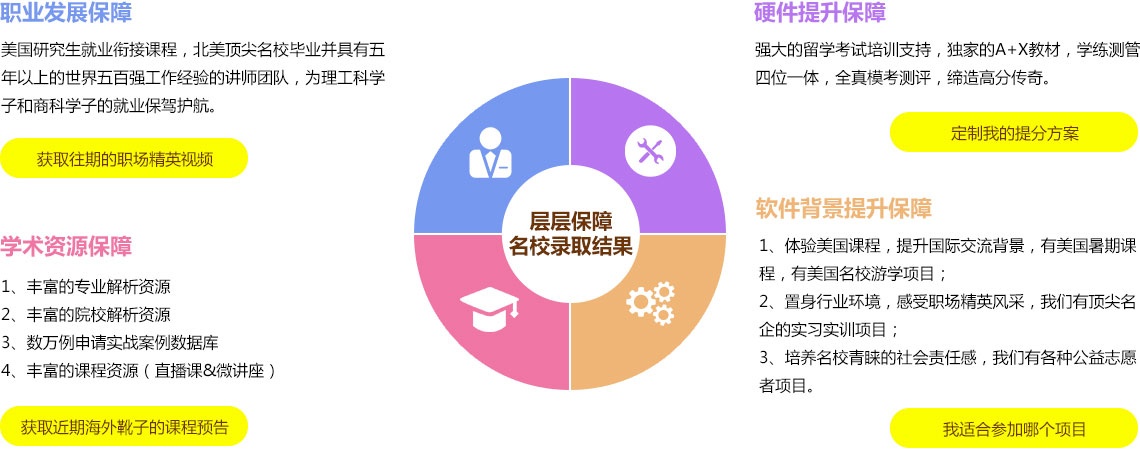 职业发展保障
美国研究生就业衔接课程，北美顶尖名校毕业并具有五
年以上的世界五百强工作经验的讲师团队，为理工科学
子和商科学子的就业保驾护航。
获取往期的职场精英视频
学术资源保障
1、丰富的专业解析资源
2、丰富的院校解析资源
3、数万例申请实战案例数据库
4、丰富的课程资源（直播课&微讲座）
获取近期海外靴子的课程预告
层层保障
名校录取结果
硬件提升保障
强大的留学考试培训支持，独家的A+X教材，学练测管
四位一体，全真模考测评，缔造高分传奇。
定制我的提分方案
软件背景提升保障
1、体验美国课程，提升国际交流背景，有美国暑期课
程，有美国名校游学项目；
2、置身行业环境，感受职场精英风采，我们有顶尖名
企的实习实训项目；
3、培养名校青睐的社会责任感，我们有各种公益志愿
者项目。
我适合参加哪个项目